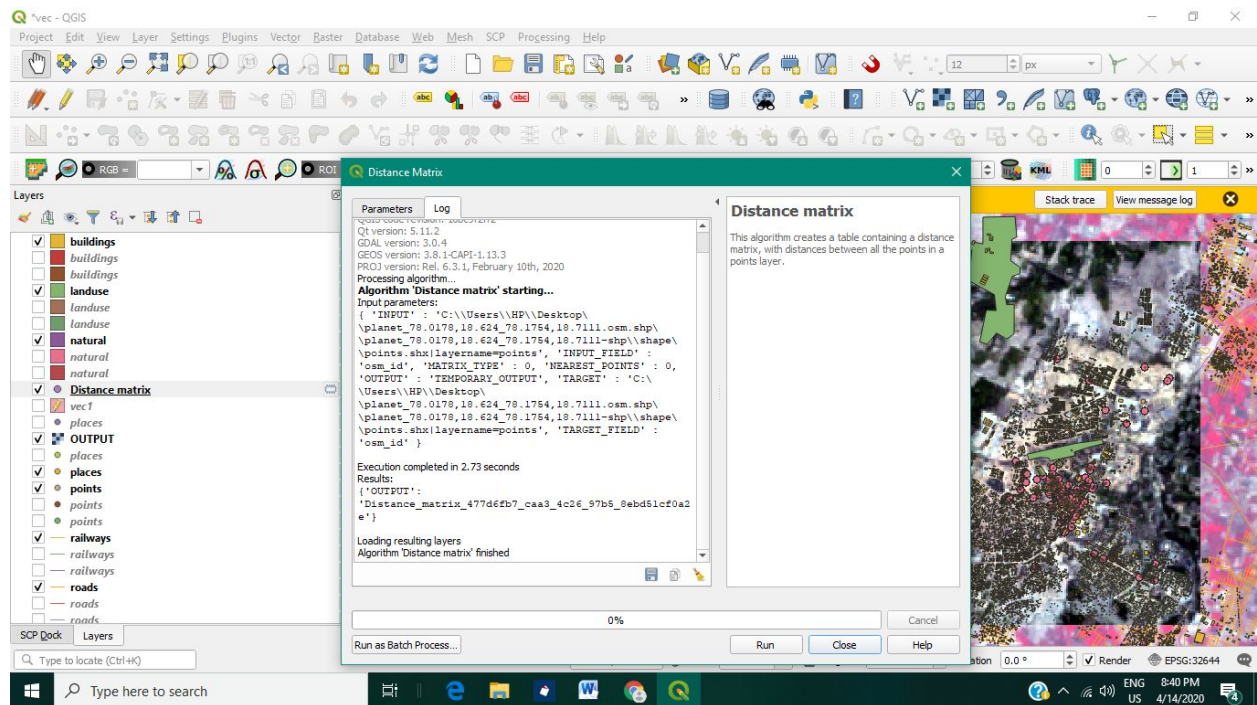 *vec - QGIS
Project Edit View Layer Settings Plugins Vector Raster Database Web Mesh SCP Processing Help
12 px
abc abc abc
RGB = ROI
KML 0 1
Distance Matrix
Layers
Stack trace View message log
buildings
buildings
buildings
landuse
landuse
landuse
natural
natural
natural
Distance matrix
vec1
places
OUTPUT
places
places
points
points
points
railways
railways
railways
roads
roads
roads
SCP Dock Layers
Parameters Log
Qt version: 5.11.2
GDAL version: 3.0.4
GEOS version: 3.8.1-CAPI-1.13.3
PROJ version: Rel. 6.3.1, February 10th, 2020
Processing algorithm...
Algorithm 'Distance matrix' starting...
Input parameters:
{ 'INPUT' : 'C:\\Users\\HP\\Desktop\
\planet_78.0178,18.624_78.1754,18.7111.osm.shp\
\planet_78.0178,18.624_78.1754,18.7111-shp\\shape\
\points.shx|layername=points', 'INPUT_FIELD' :
'osm_id', 'MATRIX_TYPE' : 0, 'NEAREST_POINTS' : 0,
'OUTPUT' : 'TEMPORARY_OUTPUT', 'TARGET' : 'C:\
\Users\\HP\\Desktop\
\planet_78.0178,18.624_78.1754,18.7111.osm.shp\
\planet_78.0178,18.624_78.1754,18.7111-shp\\shape\
\points.shx|layername=points', 'TARGET_FIELD' :
'osm_id' }
Execution completed in 2.73 seconds
Results:
{'OUTPUT':
'Distance_matrix_477d6fb7_caa3_4c26_97b5_8ebd51cf0a2
e'}
Loading resulting layers
Algorithm 'Distance matrix' finished
Distance matrix
This algorithm creates a table containing a distance
matrix, with distances between all the points in a
points layer.
0% Cancel
Run as Batch Process... Run Close Help
Type to locate (Ctrl+K) 0.0 ° Render EPSG:32644
Type here to search
ENG 8:40 PM
US 4/14/2020
4